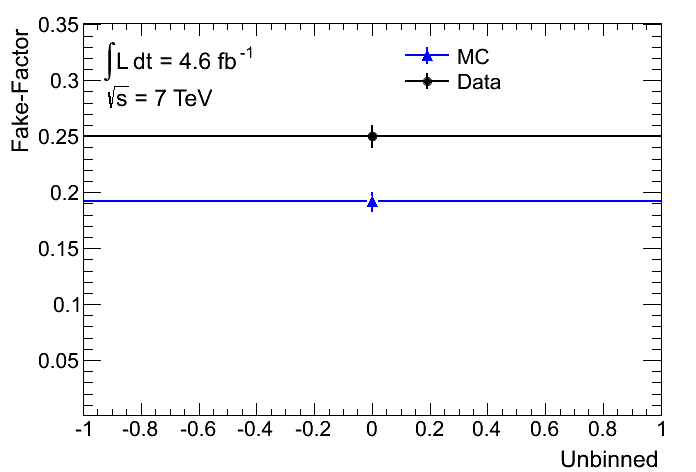 0.35
0.3
0.25
0.2
0.15
0.1
0.05
Fake-Factor
∫L dt = 4.6 fb⁻¹
√s = 7 TeV
MC
Data
-1 -0.8 -0.6 -0.4 -0.2 0 0.2 0.4 0.6 0.8 1
Unbinned